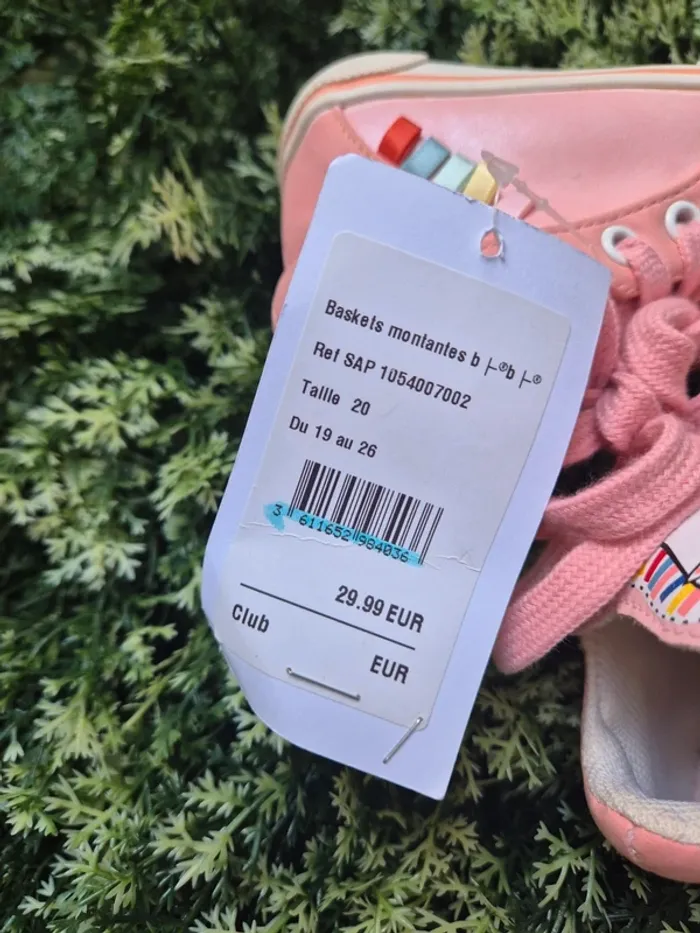 Baskets montantes b ├®b ├®
Ref SAP 1054007002
Taille 20
Du 19 au 26
3 611652 984036
29.99 EUR
Club
EUR